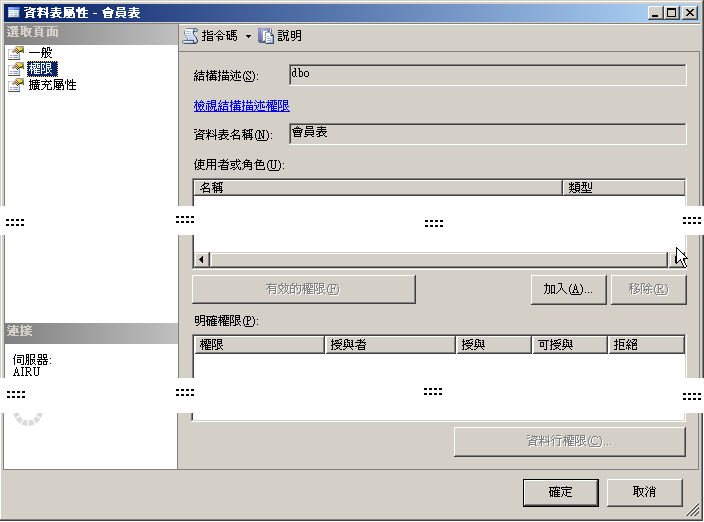 資料表屬性 - 會員表
選取頁面
一般
權限
擴充屬性
指令碼
說明
結構描述(S):
dbo
檢視結構描述權限
資料表名稱(N):
會員表
使用者或角色(U):
名稱 類型
有效的權限(F) 加入(A)... 移除(R)
明確權限(P):
權限 授與者 授與 可授與 拒絕
資料行權限(C)...
連接
伺服器:
AIRU
確定 取消